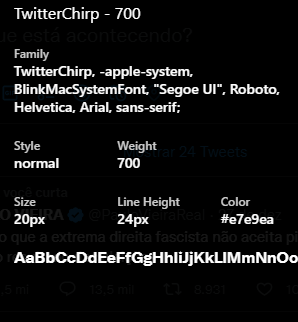 TwitterChirp - 700
que está acontecendo?
Family
TwitterChirp, -apple-system,
BlinkMacSystemFont, "Segoe UI", Roboto,
Helvetica, Arial, sans-serif;
Style Weight
normal 700
24 Tweets
você curta
Size Line Height Color
20px 24px #e7e9ea
o que a extrema direita fascista não aceita
AaBbCcDdEeFfGgHhIiJjKkLlMmNnOo
13,5 mil 8.931